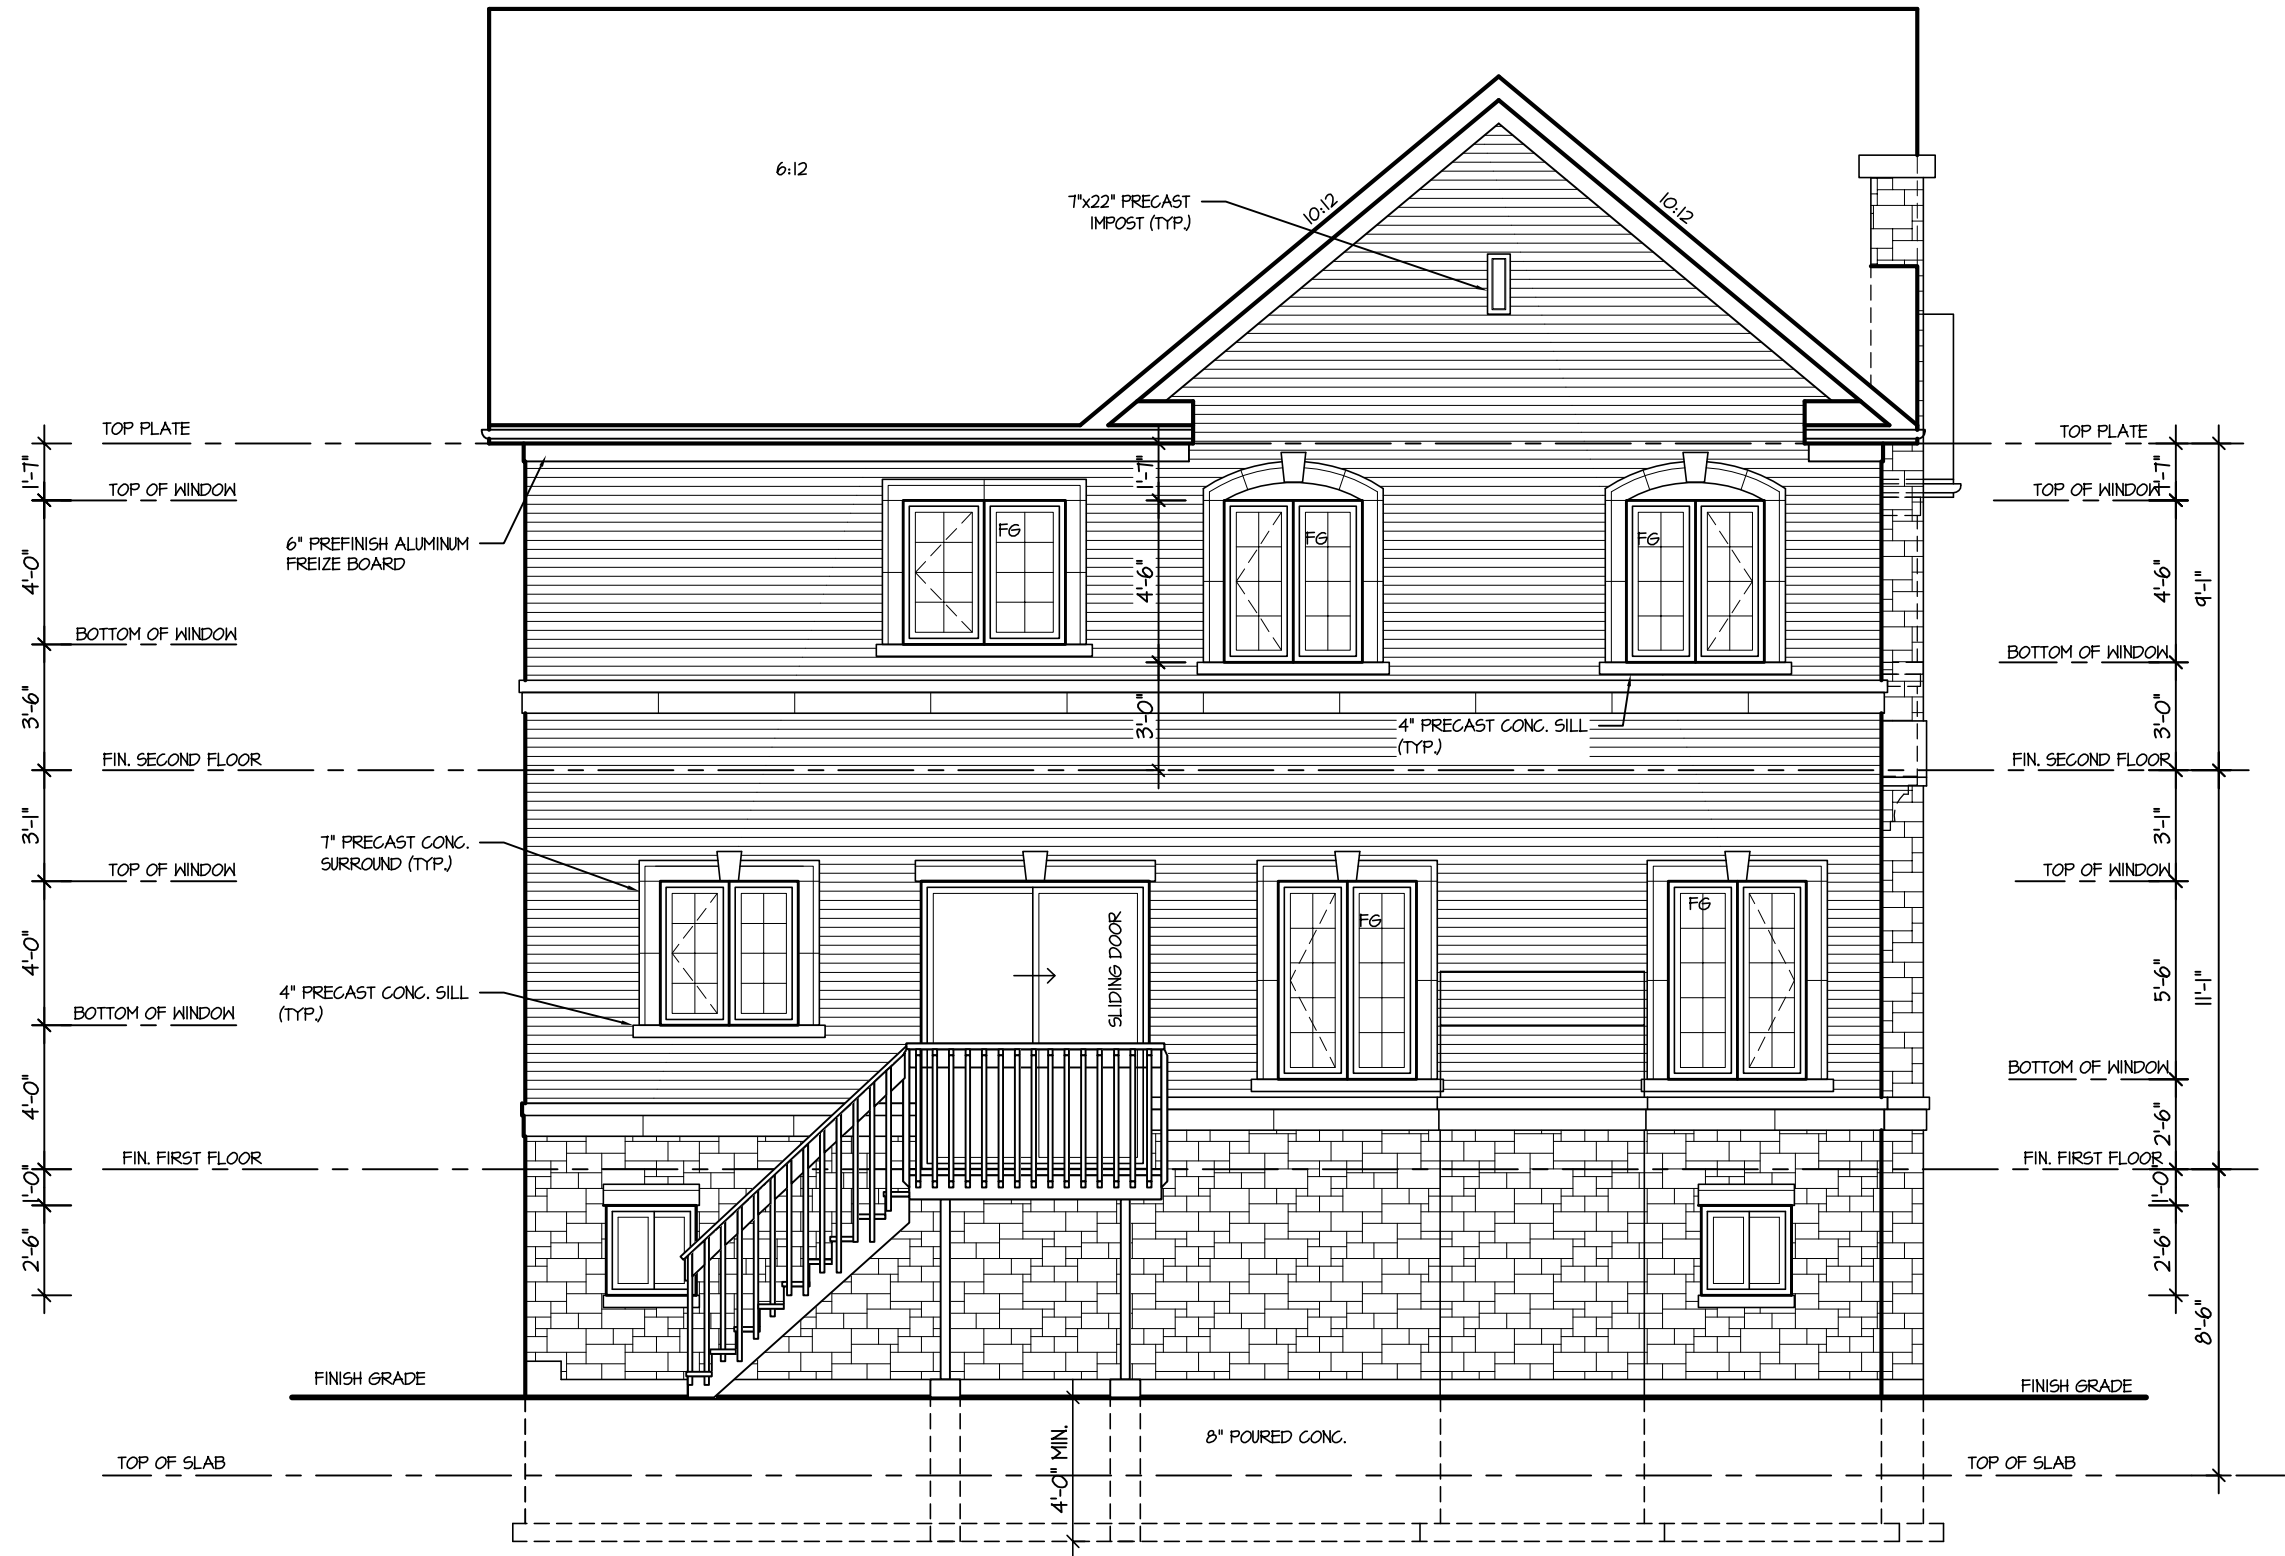 6:12
7"x22" PRECAST
IMPOST (TYP.)
10:12
10:12
TOP PLATE
TOP PLATE
1'-7"
1'-7"
1'-7"
TOP OF WINDOW
TOP OF WINDOW
6" PREFINISH ALUMINUM
FREIZE BOARD
FG
FG
FG
4'-0"
4'-6"
4'-6"
9'-1"
BOTTOM OF WINDOW
BOTTOM OF WINDOW
3'-6"
3'-0"
4" PRECAST CONC. SILL
(TYP.)
3'-0"
FIN. SECOND FLOOR
FIN. SECOND FLOOR
3'-1"
3'-1"
7" PRECAST CONC.
SURROUND (TYP.)
TOP OF WINDOW
TOP OF WINDOW
FG
FG
4'-0"
SLIDING DOOR
5'-6"
11'-1"
4" PRECAST CONC. SILL
(TYP.)
BOTTOM OF WINDOW
BOTTOM OF WINDOW
4'-0"
2'-6"
FIN. FIRST FLOOR
FIN. FIRST FLOOR
1'-0"
1'-0"
2'-6"
2'-6"
8'-6"
FINISH GRADE
FINISH GRADE
8" POURED CONC.
4'-0" MIN.
TOP OF SLAB
TOP OF SLAB